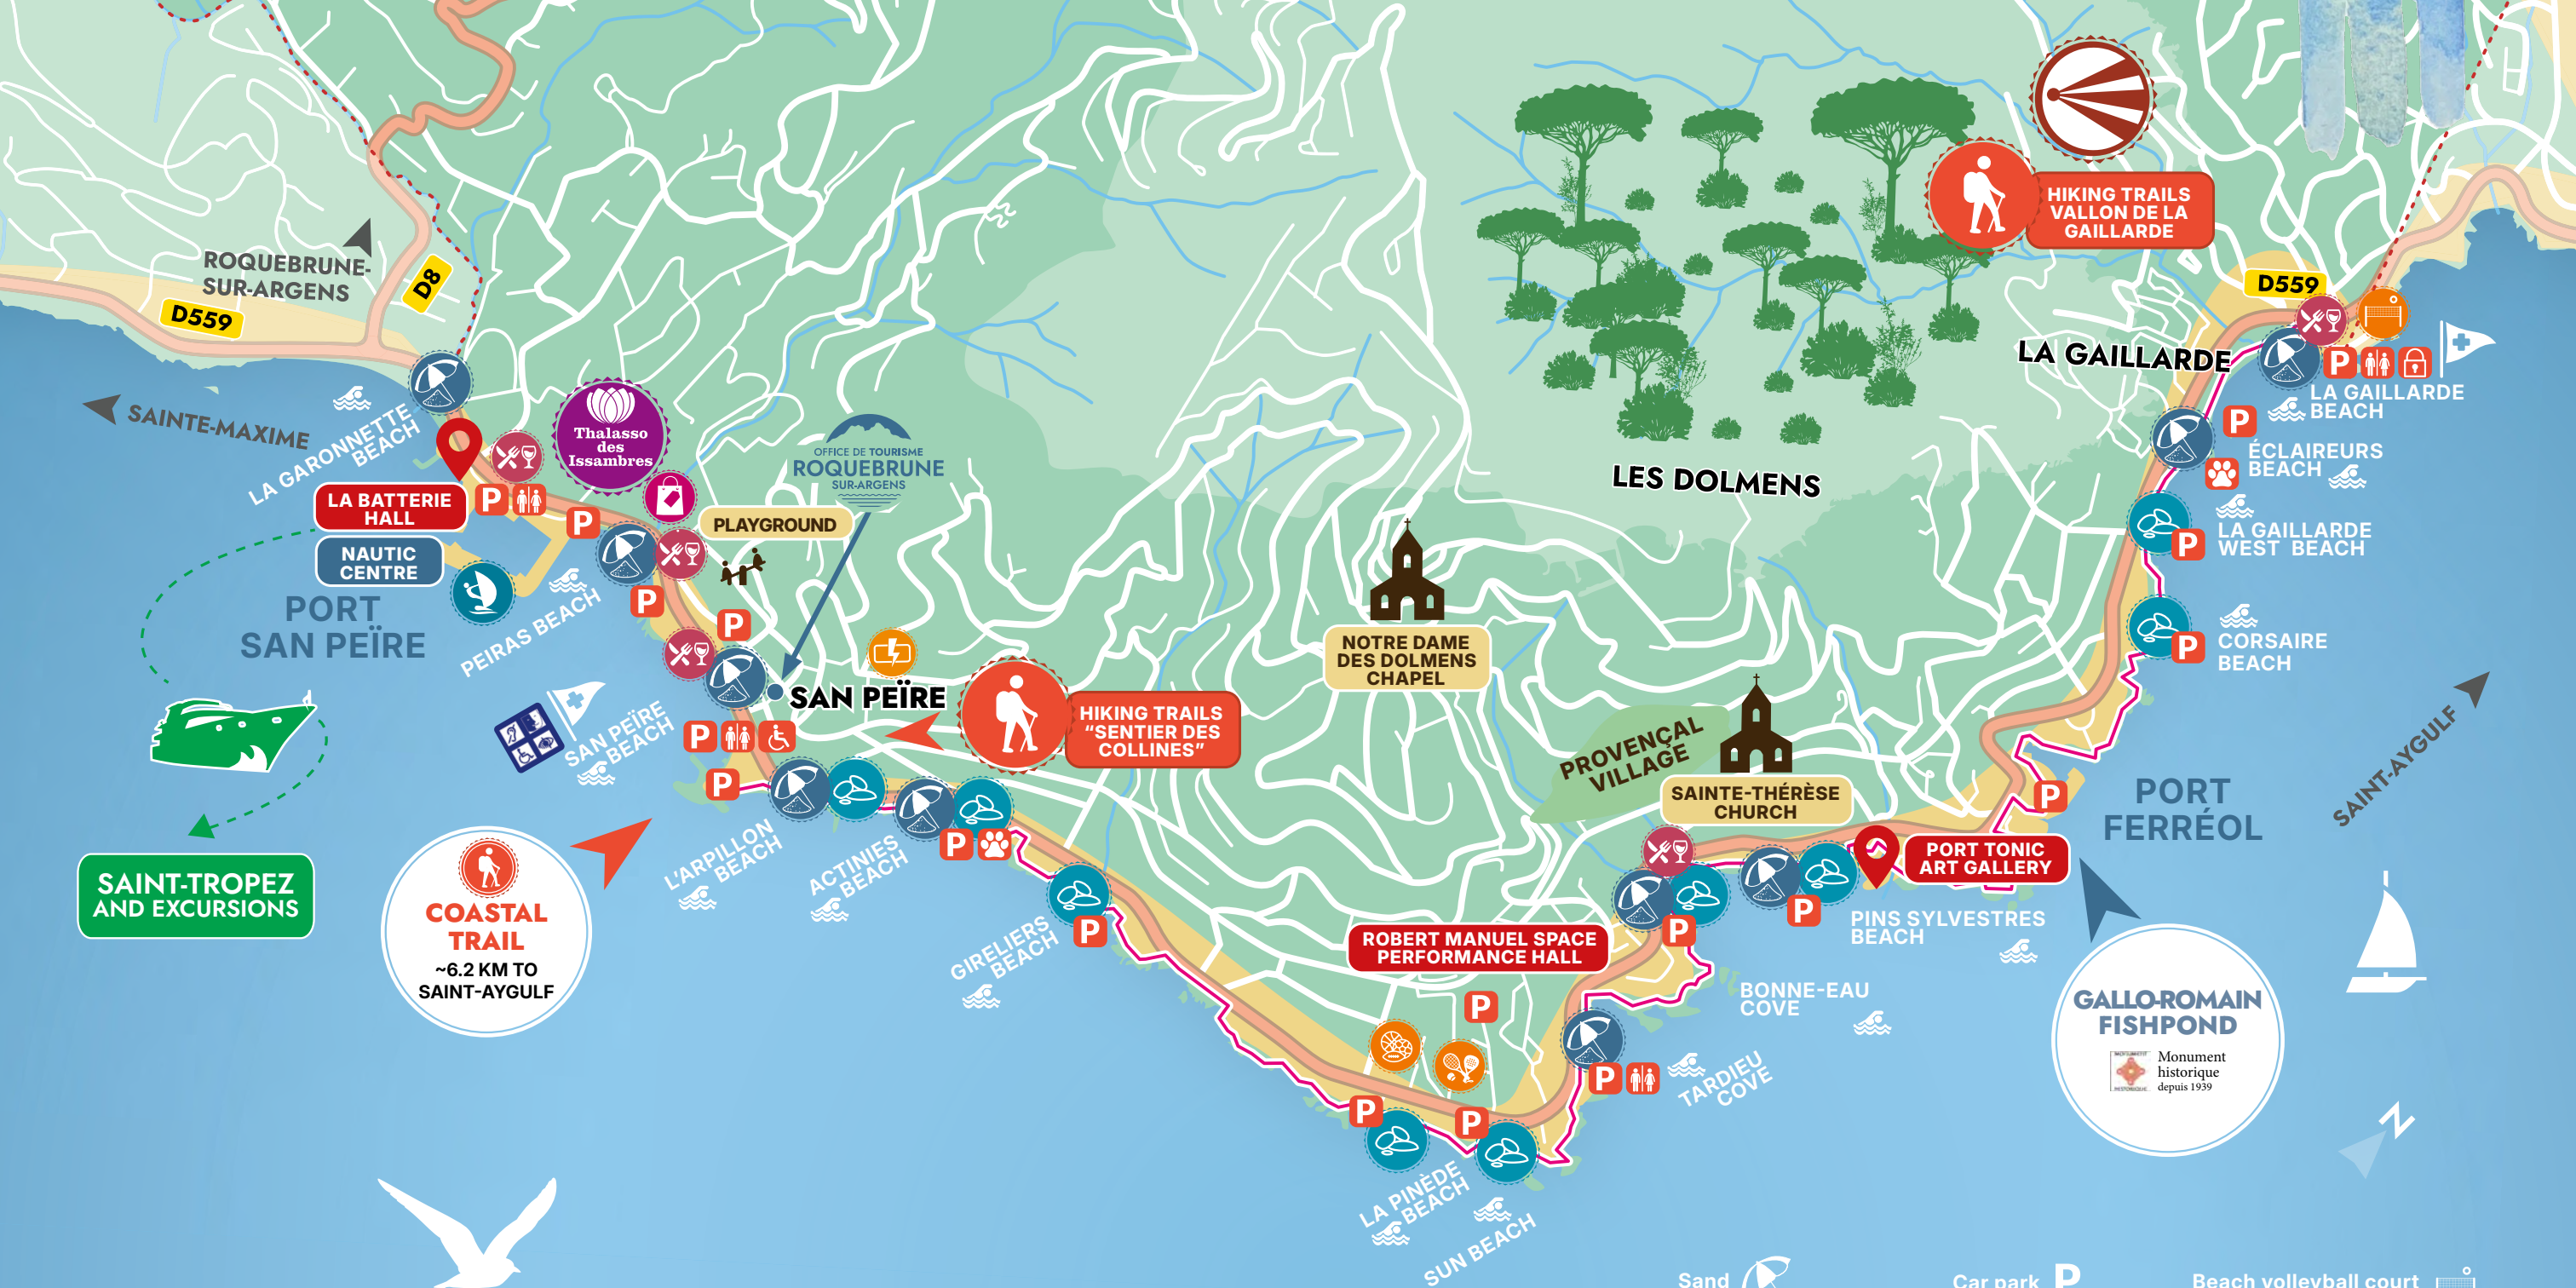 HIKING TRAILS
VALLON DE LA
GAILLARDE
ROQUEBRUNE-
SUR-ARGENS
D8
D559
D559
LA GAILLARDE
P
LA GAILLARDE
BEACH
P
ÉCLAIREURS
BEACH
SAINTE-MAXIME
LA GARONNETTE
BEACH
Thalasso
des
Issambres
OFFICE DE TOURISME
ROQUEBRUNE
SUR-ARGENS
LES DOLMENS
LA BATTERIE
HALL
P
P
PLAYGROUND
NAUTIC
CENTRE
P
LA GAILLARDE
WEST BEACH
PORT
SAN PEÏRE
PEIRAS BEACH
P
P
NOTRE DAME
DES DOLMENS
CHAPEL
P
CORSAIRE
BEACH
SAN PEÏRE
HIKING TRAILS
“SENTIER DES
COLLINES”
SAN PEÏRE
BEACH
P
P
PROVENÇAL
VILLAGE
SAINTE-THÉRÈSE
CHURCH
P
PORT
FERRÉOL
SAINT-AYGULF
SAINT-TROPEZ
AND EXCURSIONS
COASTAL
TRAIL
~6.2 KM TO
SAINT-AYGULF
L'ARPILLON
BEACH
ACTINIES
BEACH
P
GIRELIERS
BEACH
P
PORT TONIC
ART GALLERY
P
PINS SYLVESTRES
BEACH
ROBERT MANUEL SPACE
PERFORMANCE HALL
P
BONNE-EAU
COVE
P
P
TARDIEU
COVE
GALLO-ROMAIN
FISHPOND
Monument
historique
depuis 1939
N
P
P
LA PINÈDE
BEACH
SUN BEACH
Sand
Car park
P
Beach volleyball court